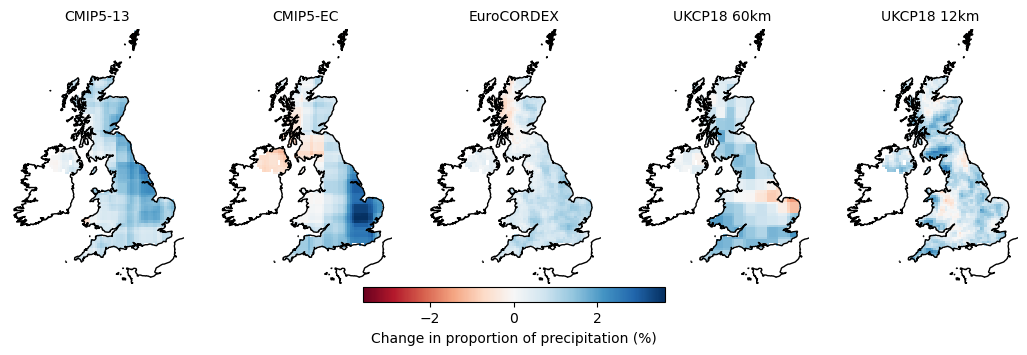 CMIP5-13
CMIP5-EC
EuroCORDEX
UKCP18 60km
UKCP18 12km
−2
0
2
Change in proportion of precipitation (%)